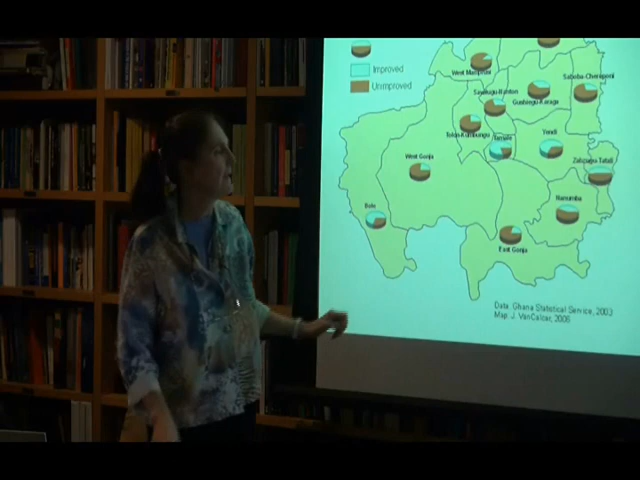 Improved
Unimproved
West Mamprusi
Saboba-Chereponi
Savelugu-Nanton
Gushiegu-Karaga
Tolon-Kumbungu
Tamale
Yendi
West Gonja
Zabzugu-Tatali
Bole
Nanumba
East Gonja
Data: Ghana Statistical Service, 2003
Map: J. VanCalcar, 2006